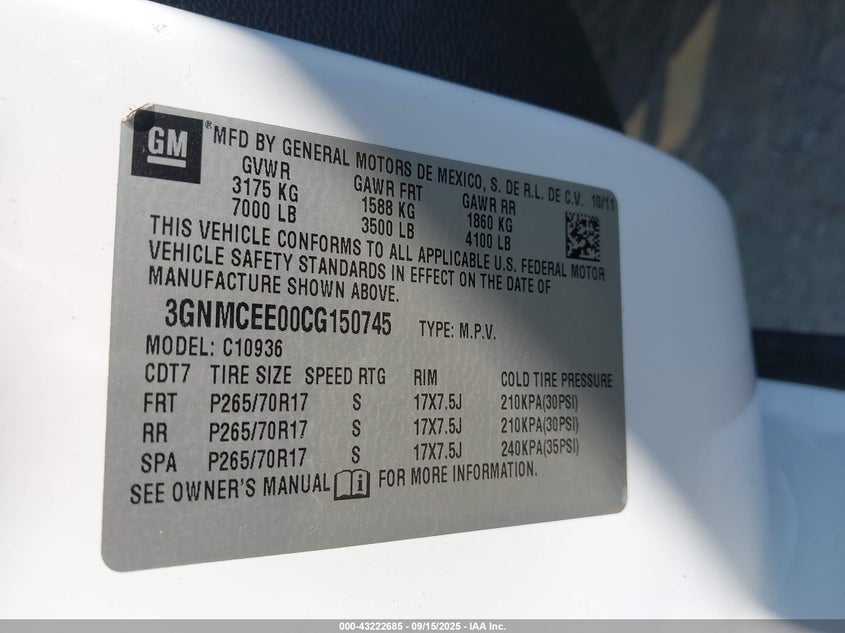 GM
® MFD BY GENERAL MOTORS DE MEXICO, S. DE R.L. DE C.V. 10/11
GVWR GAWR FRT GAWR RR
3175 KG 1588 KG 1860 KG
7000 LB 3500 LB 4100 LB
THIS VEHICLE CONFORMS TO ALL APPLICABLE U.S. FEDERAL MOTOR
VEHICLE SAFETY STANDARDS IN EFFECT ON THE DATE OF
MANUFACTURE SHOWN ABOVE.
3GNMCEE00CG150745 TYPE: M.P.V.
MODEL: C10936
CDT7 TIRE SIZE SPEED RTG RIM COLD TIRE PRESSURE
FRT P265/70R17 S 17X7.5J 210KPA(30PSI)
RR P265/70R17 S 17X7.5J 210KPA(30PSI)
SPA P265/70R17 S 17X7.5J 240KPA(35PSI)
SEE OWNER'S MANUAL i FOR MORE INFORMATION.
000-43222685 - 09/15/2025 - IAA Inc.